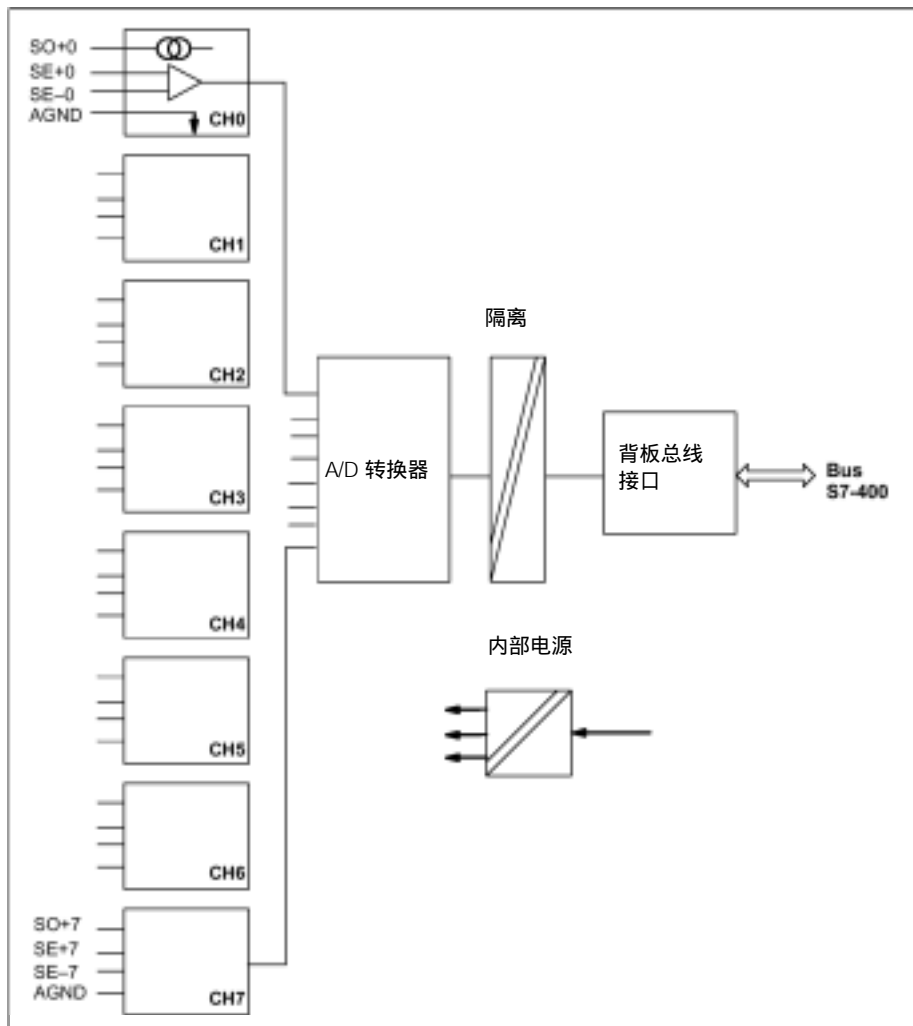 SO+0
SE+0
SE–0
AGND
CH0
CH1
CH2
CH3
CH4
CH5
CH6
SO+7
SE+7
SE–7
AGND
CH7
A/D 转换器
隔离
背板总线
接口
Bus
S7-400
内部电源